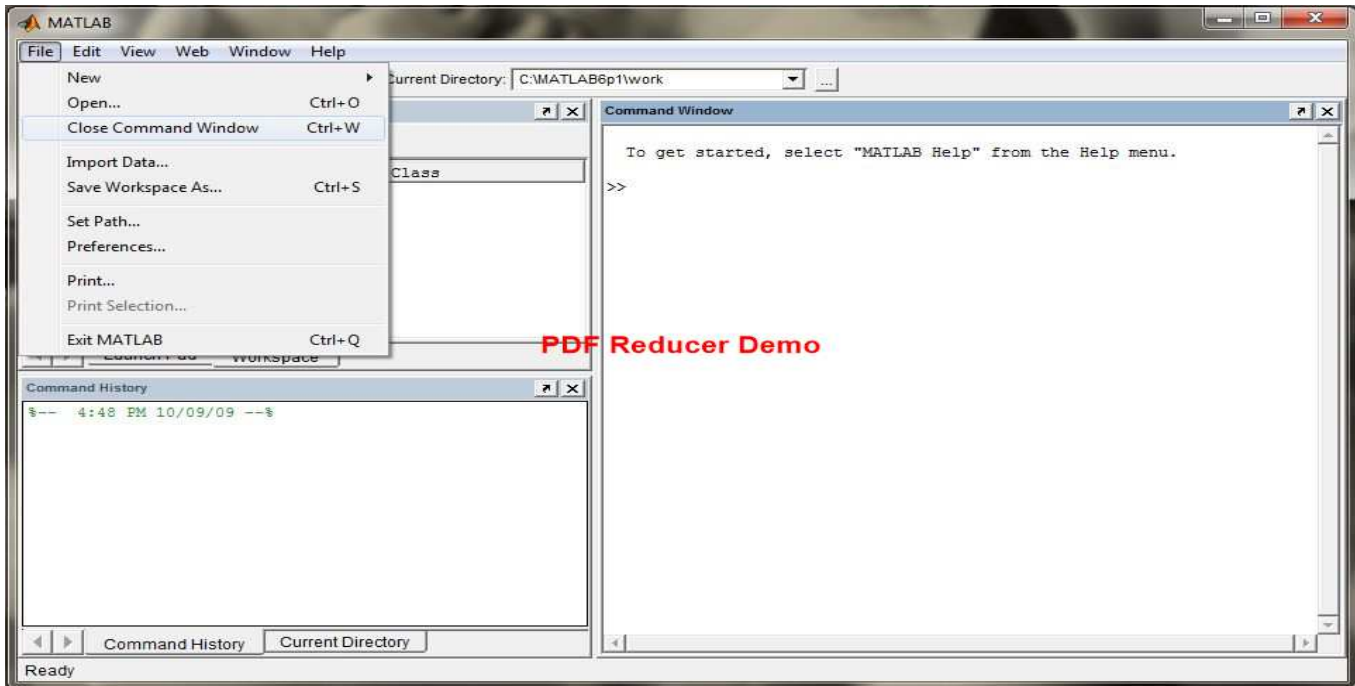 MATLAB
File Edit View Web Window Help
New
Current Directory: C:\MATLAB6p1\work ...
Open... Ctrl+O
Close Command Window Ctrl+W
Import Data...
Save Workspace As... Ctrl+S
Set Path...
Preferences...
Print...
Print Selection...
Exit MATLAB Ctrl+Q
Class
Launch Pad Workspace
Command History
%-- 4:48 PM 10/09/09 --%
Command History Current Directory
Command Window
To get started, select "MATLAB Help" from the Help menu.
>>
PDF Reducer Demo
Ready